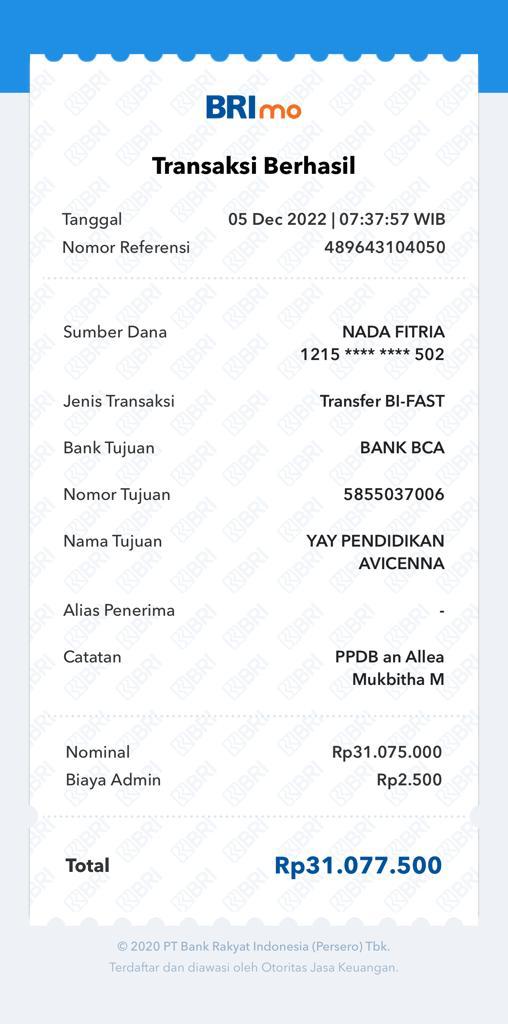 BRImo
Transaksi Berhasil
Tanggal 05 Dec 2022 | 07:37:57 WIB
Nomor Referensi 489643104050
Sumber Dana NADA FITRIA
1215 **** **** 502
Jenis Transaksi Transfer BI-FAST
Bank Tujuan BANK BCA
Nomor Tujuan 5855037006
Nama Tujuan YAY PENDIDIKAN
AVICENNA
Alias Penerima -
Catatan PPDB an Allea
Mukbitha M
Nominal Rp31.075.000
Biaya Admin Rp2.500
Total Rp31.077.500
© 2020 PT Bank Rakyat Indonesia (Persero) Tbk.
Terdaftar dan diawasi oleh Otoritas Jasa Keuangan.